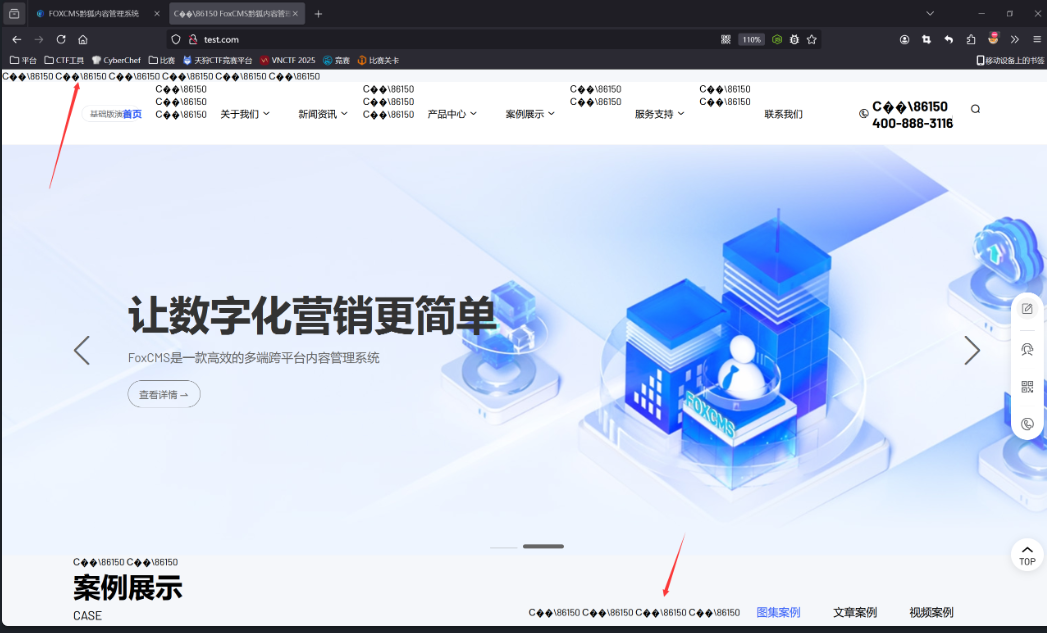 FOXCMS黔狐内容管理系统
C��\86150 FoxCMS黔狐内容管
test.com
110%
平台 CTF工具 CyberChef 比赛 天狩CTF竞赛平台 VNCTF 2025 竞赛 比赛关卡 移动设备上的书签
C��\86150 C��\86150 C��\86150 C��\86150 C��\86150 C��\86150
C��\86150 C��\86150 C��\86150 C��\86150
C��\86150 C��\86150 C��\86150 C��\86150 C��\86150
基础版演 首页 C��\86150 关于我们 新闻资讯 C��\86150 产品中心 案例展示 服务支持 联系我们 400-888-3116
让数字化营销更简单
FoxCMS是一款高效的多端跨平台内容管理系统
查看详情
FOXCMS
TOP
C��\86150 C��\86150
案例展示
CASE
C��\86150 C��\86150 C��\86150 C��\86150 图集案例 文章案例 视频案例